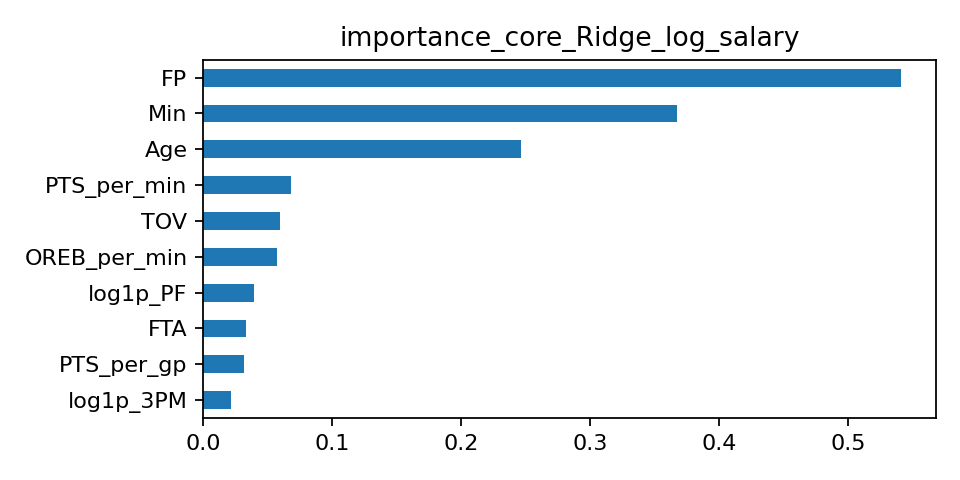 importance_core_Ridge_log_salary
FP
Min
Age
PTS_per_min
TOV
OREB_per_min
log1p_PF
FTA
PTS_per_gp
log1p_3PM
0.0 0.1 0.2 0.3 0.4 0.5